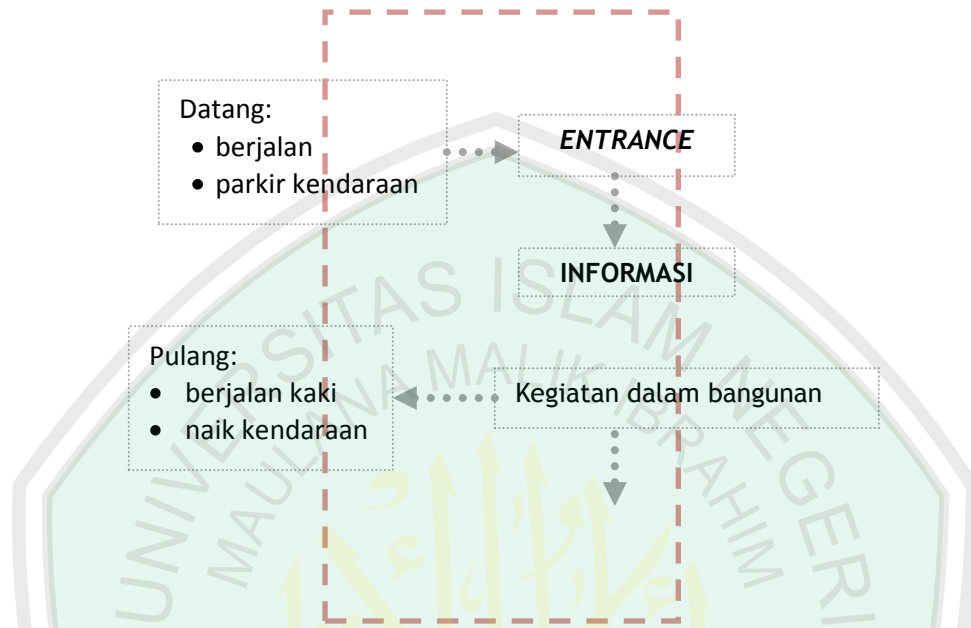 Datang:
• berjalan
• parkir kendaraan
ENTRANCE
INFORMASI
Pulang:
• berjalan kaki
• naik kendaraan
Kegiatan dalam bangunan
UNIVERSITAS ISLAM NEGERI
MAULANA MALIK IBRAHIM